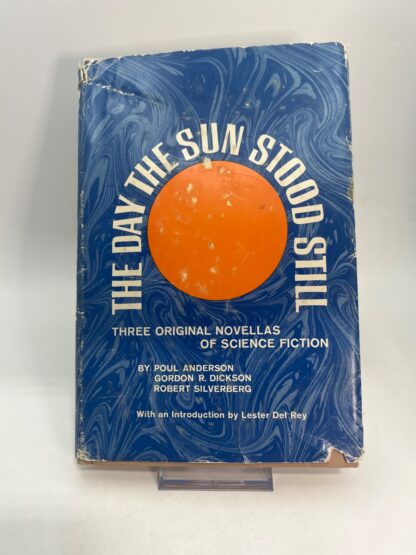 THE DAY THE SUN STOOD STILL
THREE ORIGINAL NOVELLAS
OF SCIENCE FICTION
BY POUL ANDERSON
GORDON R. DICKSON
ROBERT SILVERBERG
With an Introduction by Lester Del Rey